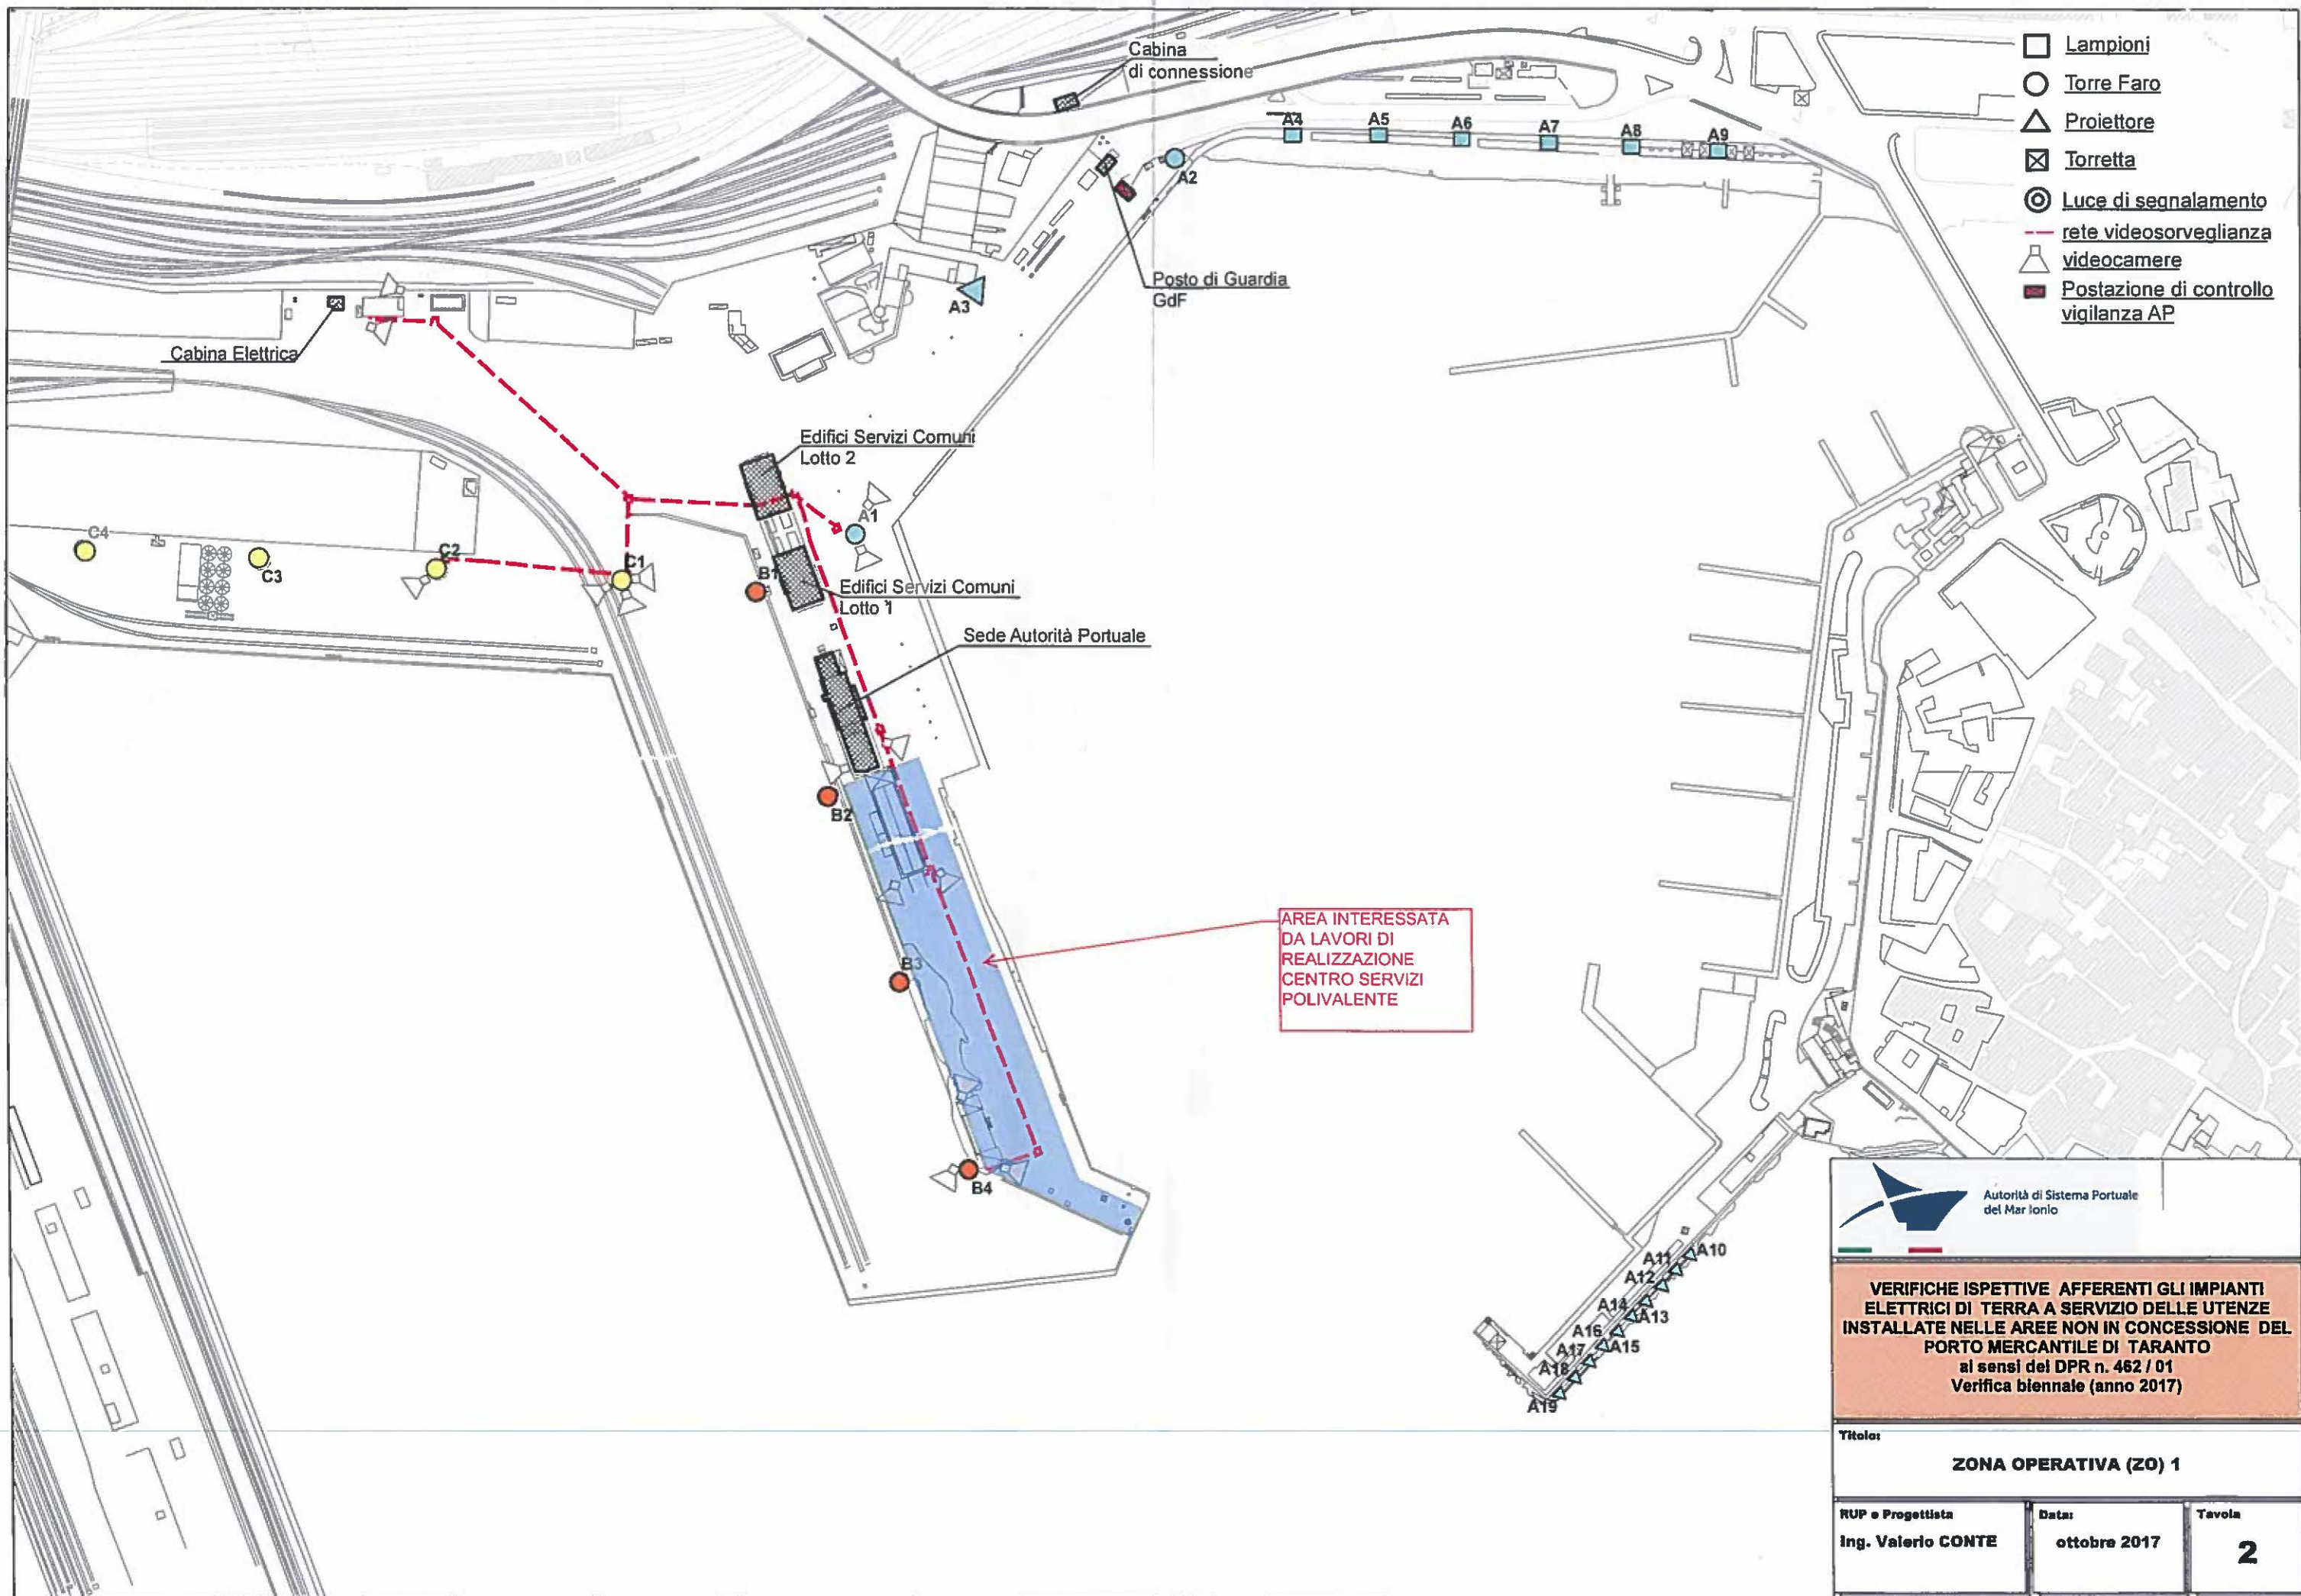 Cabina
di connessione
Lampioni
Torre Faro
Proiettore
Torretta
Luce di segnalamento
rete videosorveglianza
videocamere
Postazione di controllo
vigilanza AP
A4
A5
A6
A7
A8
A9
A2
Posto di Guardia
GdF
A3
Cabina Elettrica
Edifici Servizi Comuni
Lotto 2
A1
C4
C3
C2
C1
B1
Edifici Servizi Comuni
Lotto 1
Sede Autorità Portuale
B2
AREA INTERESSATA
DA LAVORI DI
REALIZZAZIONE
CENTRO SERVIZI
POLIVALENTE
B3
B4
A10
A11
A12
A13
A14
A15
A16
A17
A18
A19
Autorità di Sistema Portuale
del Mar Ionio
VERIFICHE ISPETTIVE AFFERENTI GLI IMPIANTI
ELETTRICI DI TERRA A SERVIZIO DELLE UTENZE
INSTALLATE NELLE AREE NON IN CONCESSIONE DEL
PORTO MERCANTILE DI TARANTO
ai sensi del DPR n. 462 / 01
Verifica biennale (anno 2017)
Titolo:
ZONA OPERATIVA (ZO) 1
RUP e Progettista
Ing. Valerio CONTE
Data:
ottobre 2017
Tavola
2